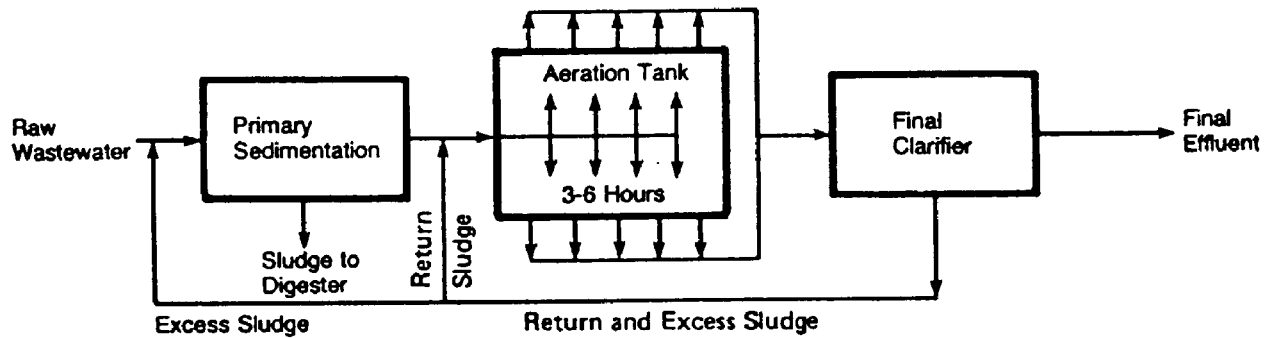 Raw
Wastewater
Primary
Sedimentation
Sludge to
Digester
Return
Sludge
Aeration Tank
3-6 Hours
Final
Clarifier
Final
Effluent
Excess Sludge
Return and Excess Sludge